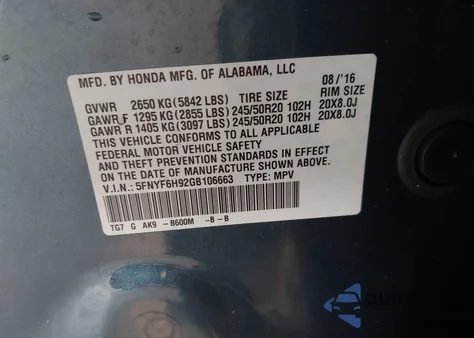 MFD. BY HONDA MFG. OF ALABAMA, LLC 08/'16
GVWR 2650 KG (5842 LBS) TIRE SIZE RIM SIZE
GAWR F 1295 KG (2855 LBS) 245/50R20 102H 20X8.0J
GAWR R 1405 KG (3097 LBS) 245/50R20 102H 20X8.0J
THIS VEHICLE CONFORMS TO ALL APPLICABLE
FEDERAL MOTOR VEHICLE SAFETY, BUMPER, AND
THEFT PREVENTION STANDARDS IN EFFECT ON
THE DATE OF MANUFACTURE SHOWN ABOVE.
V.I.N.: 5FNYF6H92GB106663 TYPE: MPV
TG7 G AK9 -B600M -B-B